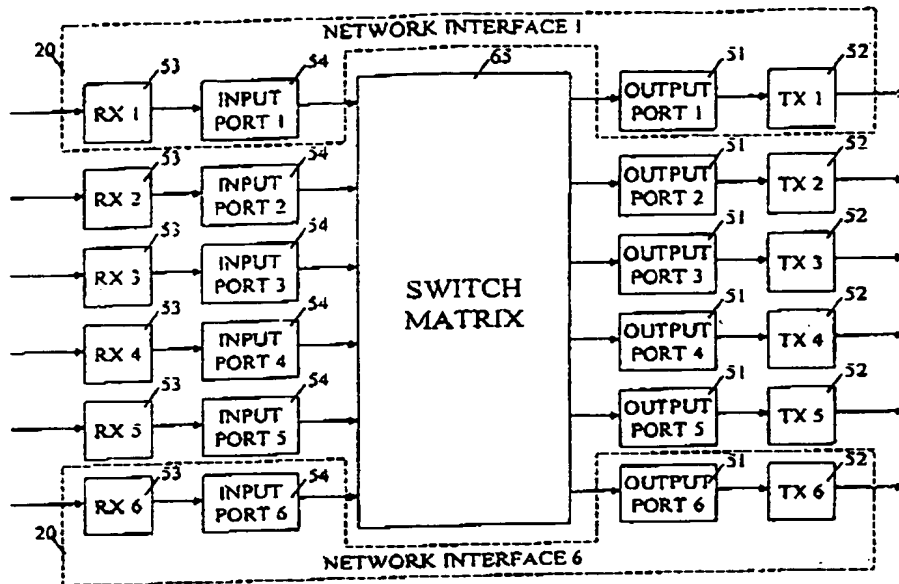 NETWORK INTERFACE 1
20
53
54
65
51
52
RX 1
INPUT
PORT 1
OUTPUT
PORT 1
TX 1
53
54
51
52
RX 2
INPUT
PORT 2
OUTPUT
PORT 2
TX 2
53
54
51
52
RX 3
INPUT
PORT 3
SWITCH
MATRIX
OUTPUT
PORT 3
TX 3
53
54
51
52
RX 4
INPUT
PORT 4
OUTPUT
PORT 4
TX 4
53
54
51
52
RX 5
INPUT
PORT 5
OUTPUT
PORT 5
TX 5
53
54
51
52
RX 6
INPUT
PORT 6
OUTPUT
PORT 6
TX 6
20
NETWORK INTERFACE 6